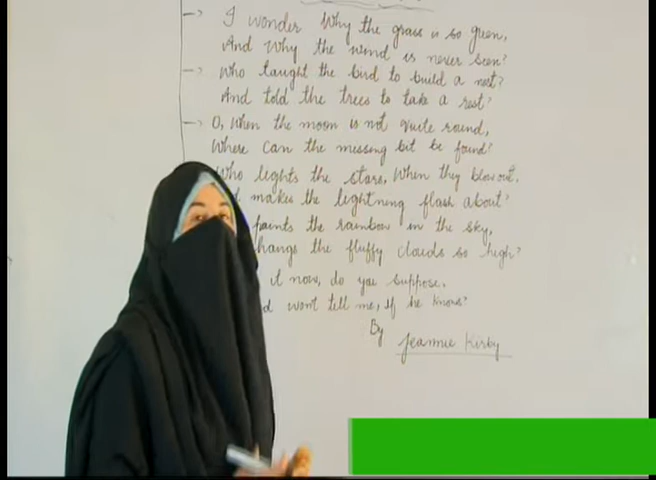 I wonder Why the grass is so green,
And Why the wind is never seen?
Who taught the bird to build a nest?
And told the trees to take a rest?
O, When the moon is not quite round,
Where can the missing bit be found?
Who lights the stars, When they blow out,
makes the lightning flash about?
paints the rainbow in the sky,
hangs the fluffy clouds so high?
it now, do you suppose.
d won't tell me, If he knows?
By
Jeannie Kirby